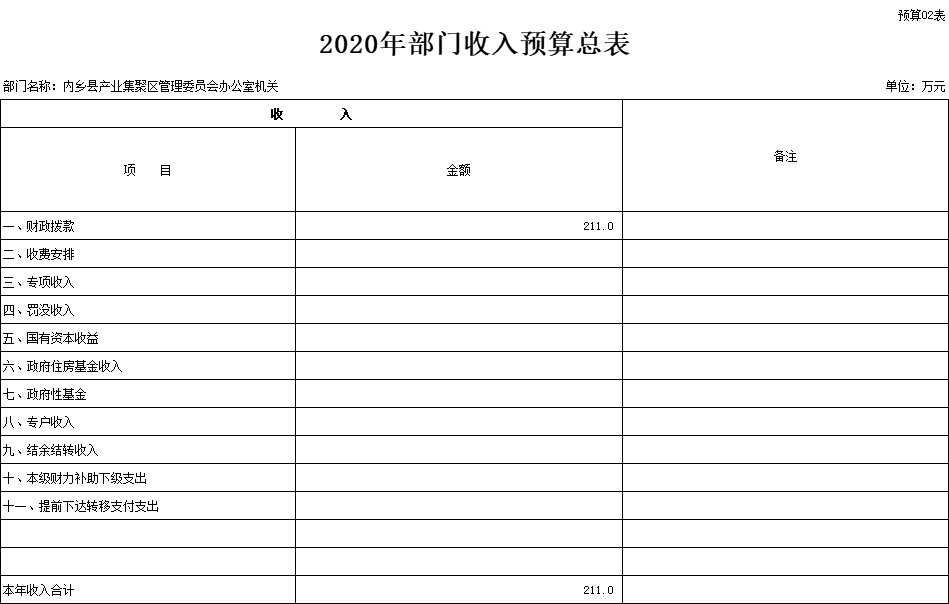 预算02表
2020年部门收入预算总表
部门名称：内乡县产业集聚区管理委员会办公室机关 单位：万元
收 入
备注
项 目 金额
一、财政拨款 211.0
二、收费安排
三、专项收入
四、罚没收入
五、国有资本收益
六、政府住房基金收入
七、政府性基金
八、专户收入
九、结余结转收入
十、本级财力补助下级支出
十一、提前下达转移支付支出
本年收入合计 211.0